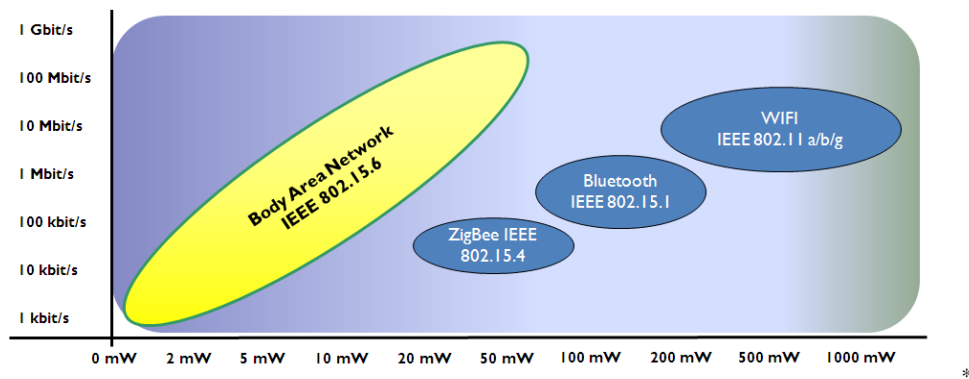 1 Gbit/s
100 Mbit/s
10 Mbit/s
1 Mbit/s
100 kbit/s
10 kbit/s
1 kbit/s
Body Area Network
IEEE 802.15.6
WIFI
IEEE 802.11 a/b/g
Bluetooth
IEEE 802.15.1
ZigBee IEEE
802.15.4
0 mW 2 mW 5 mW 10 mW 20 mW 50 mW 100 mW 200 mW 500 mW 1000 mW
*